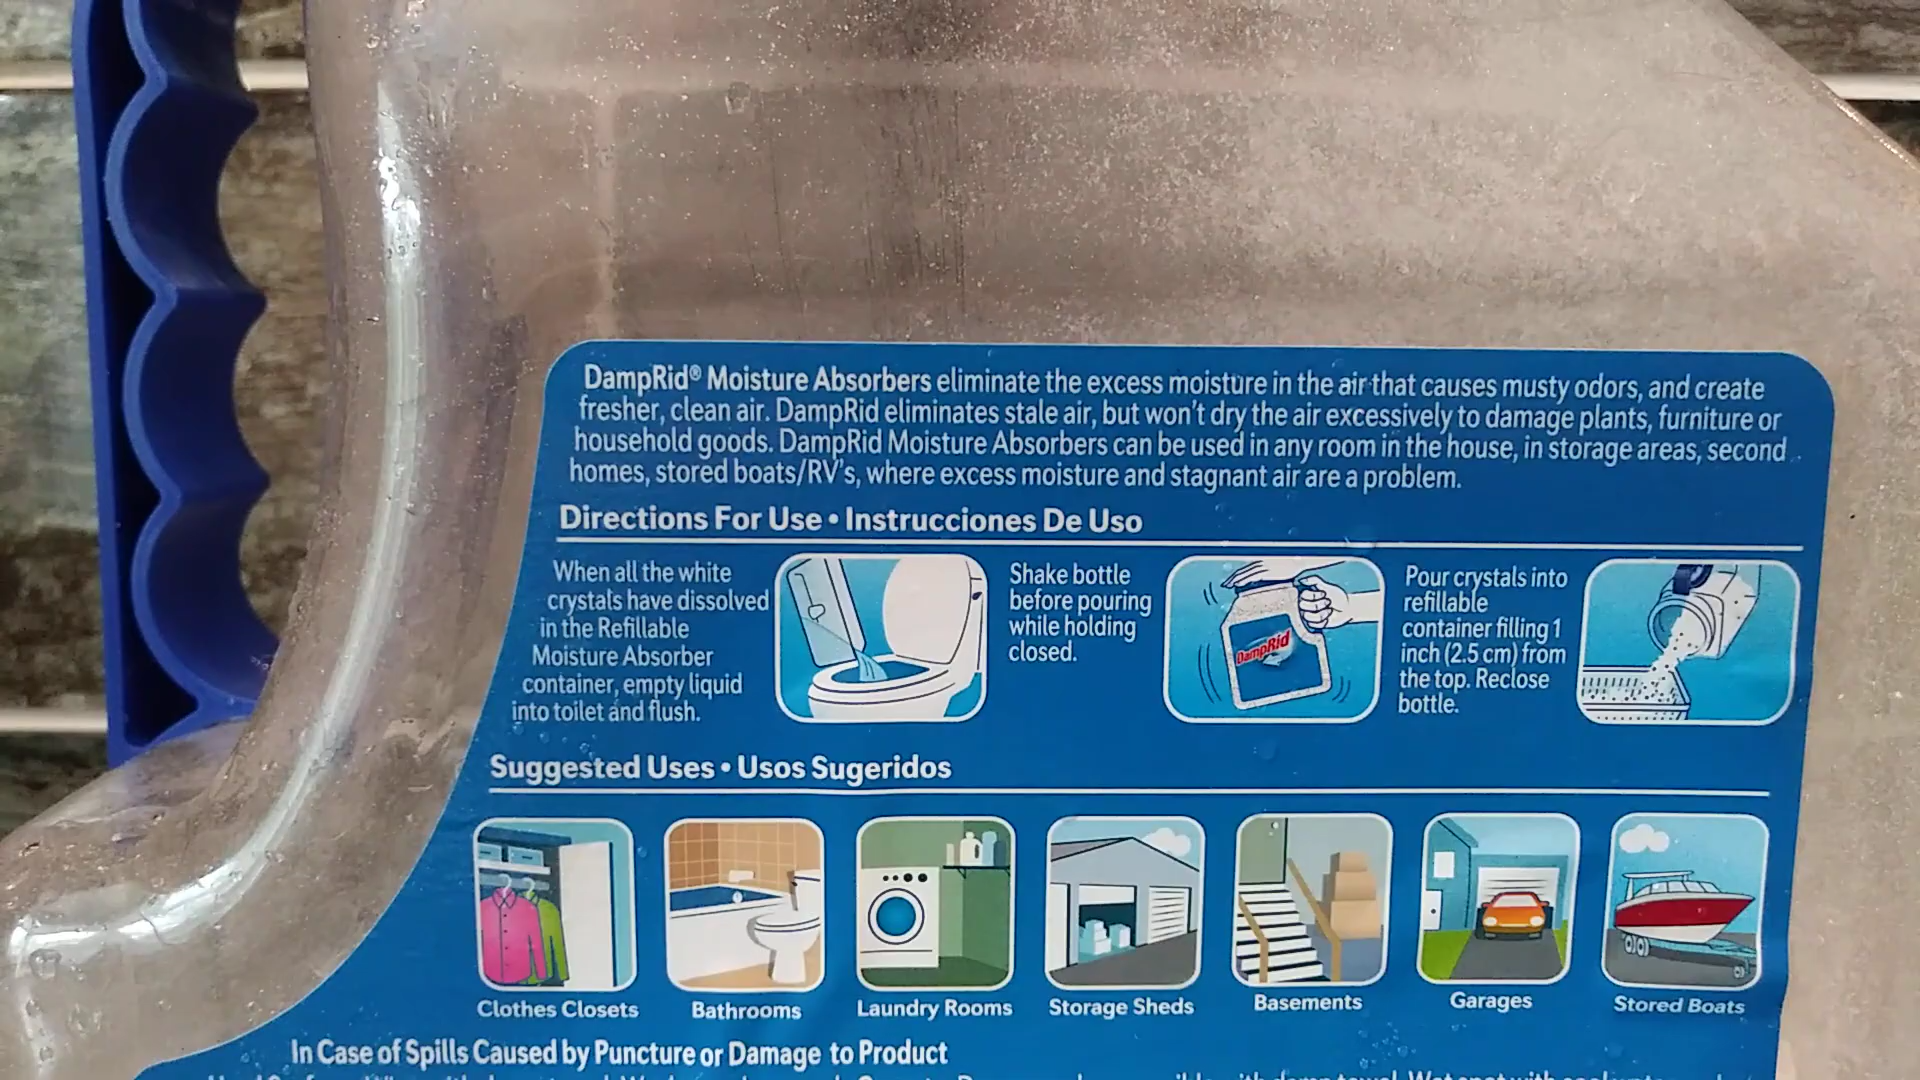 DampRid® Moisture Absorbers eliminate the excess moisture in the air that causes musty odors, and create
fresher, clean air. DampRid eliminates stale air, but won't dry the air excessively to damage plants, furniture or
household goods. DampRid Moisture Absorbers can be used in any room in the house, in storage areas, second
homes, stored boats/RV's, where excess moisture and stagnant air are a problem.
Directions For Use • Instrucciones De Uso
When all the white
crystals have dissolved
in the Refillable
Moisture Absorber
container, empty liquid
into toilet and flush.
Shake bottle
before pouring
while holding
closed.
DampRid
Pour crystals into
refillable
container filling 1
inch (2.5 cm) from
the top. Reclose
bottle.
Suggested Uses • Usos Sugeridos
Clothes Closets
Bathrooms
Laundry Rooms
Storage Sheds
Basements
Garages
Stored Boats
In Case of Spills Caused by Puncture or Damage to Product